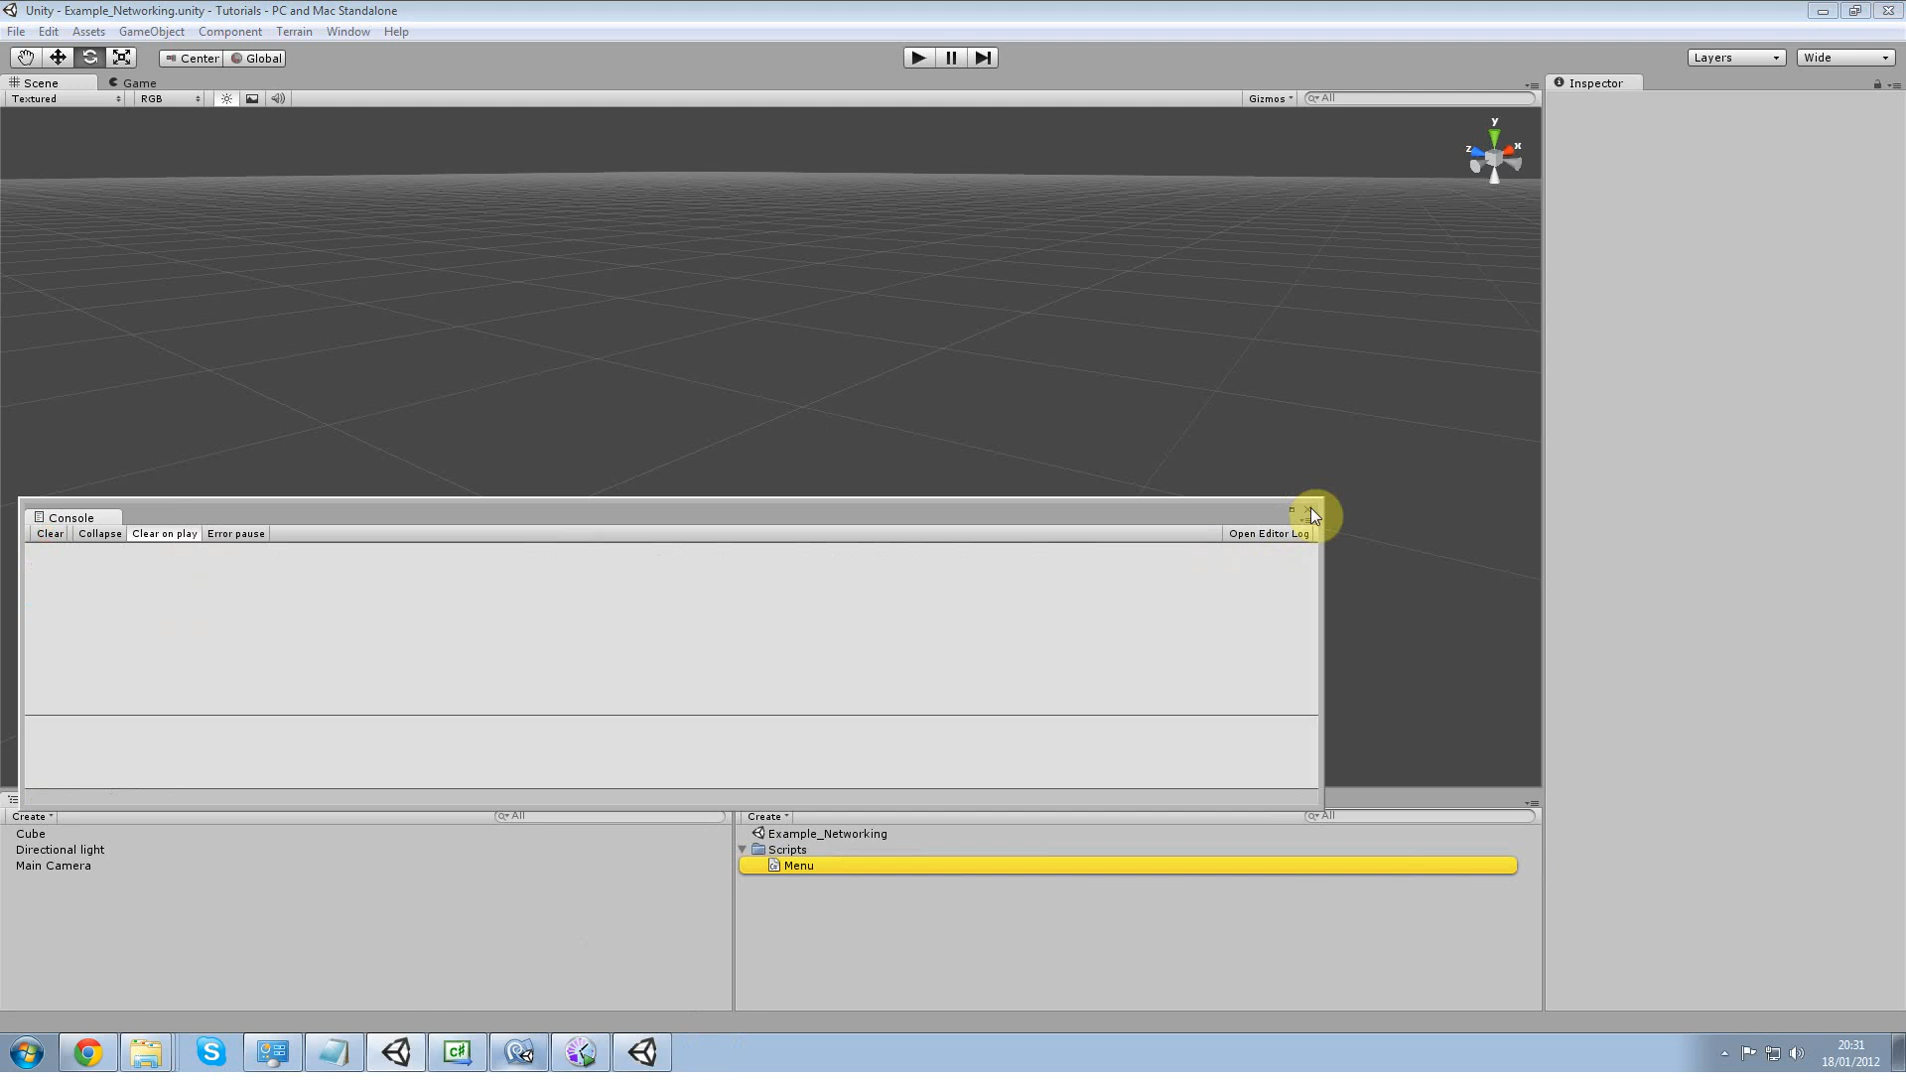 Unity - Example_Networking.unity - Tutorials - PC and Mac Standalone
File Edit Assets GameObject Component Terrain Window Help
Center Global Layers Wide
Scene Game Inspector
Textured RGB Gizmos All
y
z x
Console
Clear Collapse Clear on play Error pause Open Editor Log
Create All Create All
Cube Example_Networking
Directional light Scripts
Main Camera Menu
20:31
18/01/2012